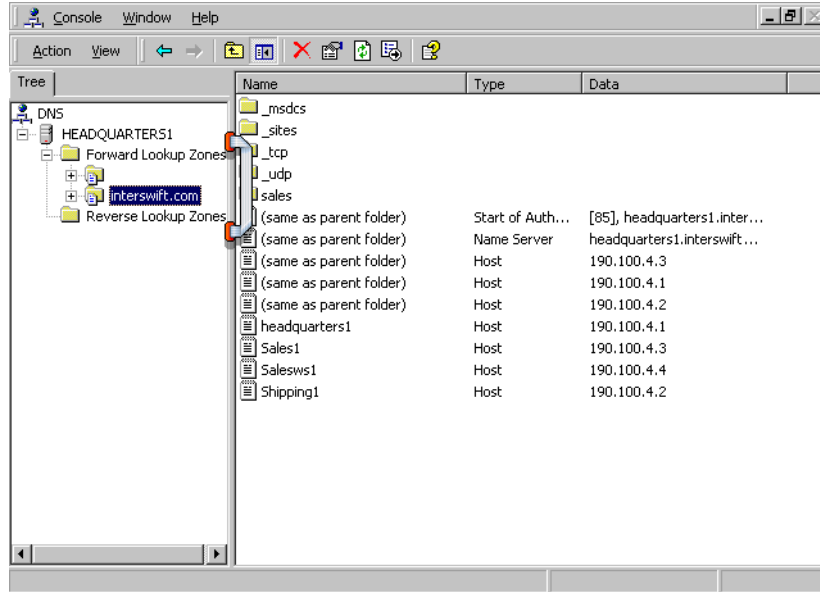 Console Window Help
Action View
Tree
DNS
HEADQUARTERS1
Forward Lookup Zones
interswift.com
Reverse Lookup Zones
Name Type Data
_msdcs
_sites
_tcp
_udp
sales
(same as parent folder) Start of Auth... [85], headquarters1.inter...
(same as parent folder) Name Server headquarters1.interswift...
(same as parent folder) Host 190.100.4.3
(same as parent folder) Host 190.100.4.1
(same as parent folder) Host 190.100.4.2
headquarters1 Host 190.100.4.1
Sales1 Host 190.100.4.3
Salesws1 Host 190.100.4.4
Shipping1 Host 190.100.4.2